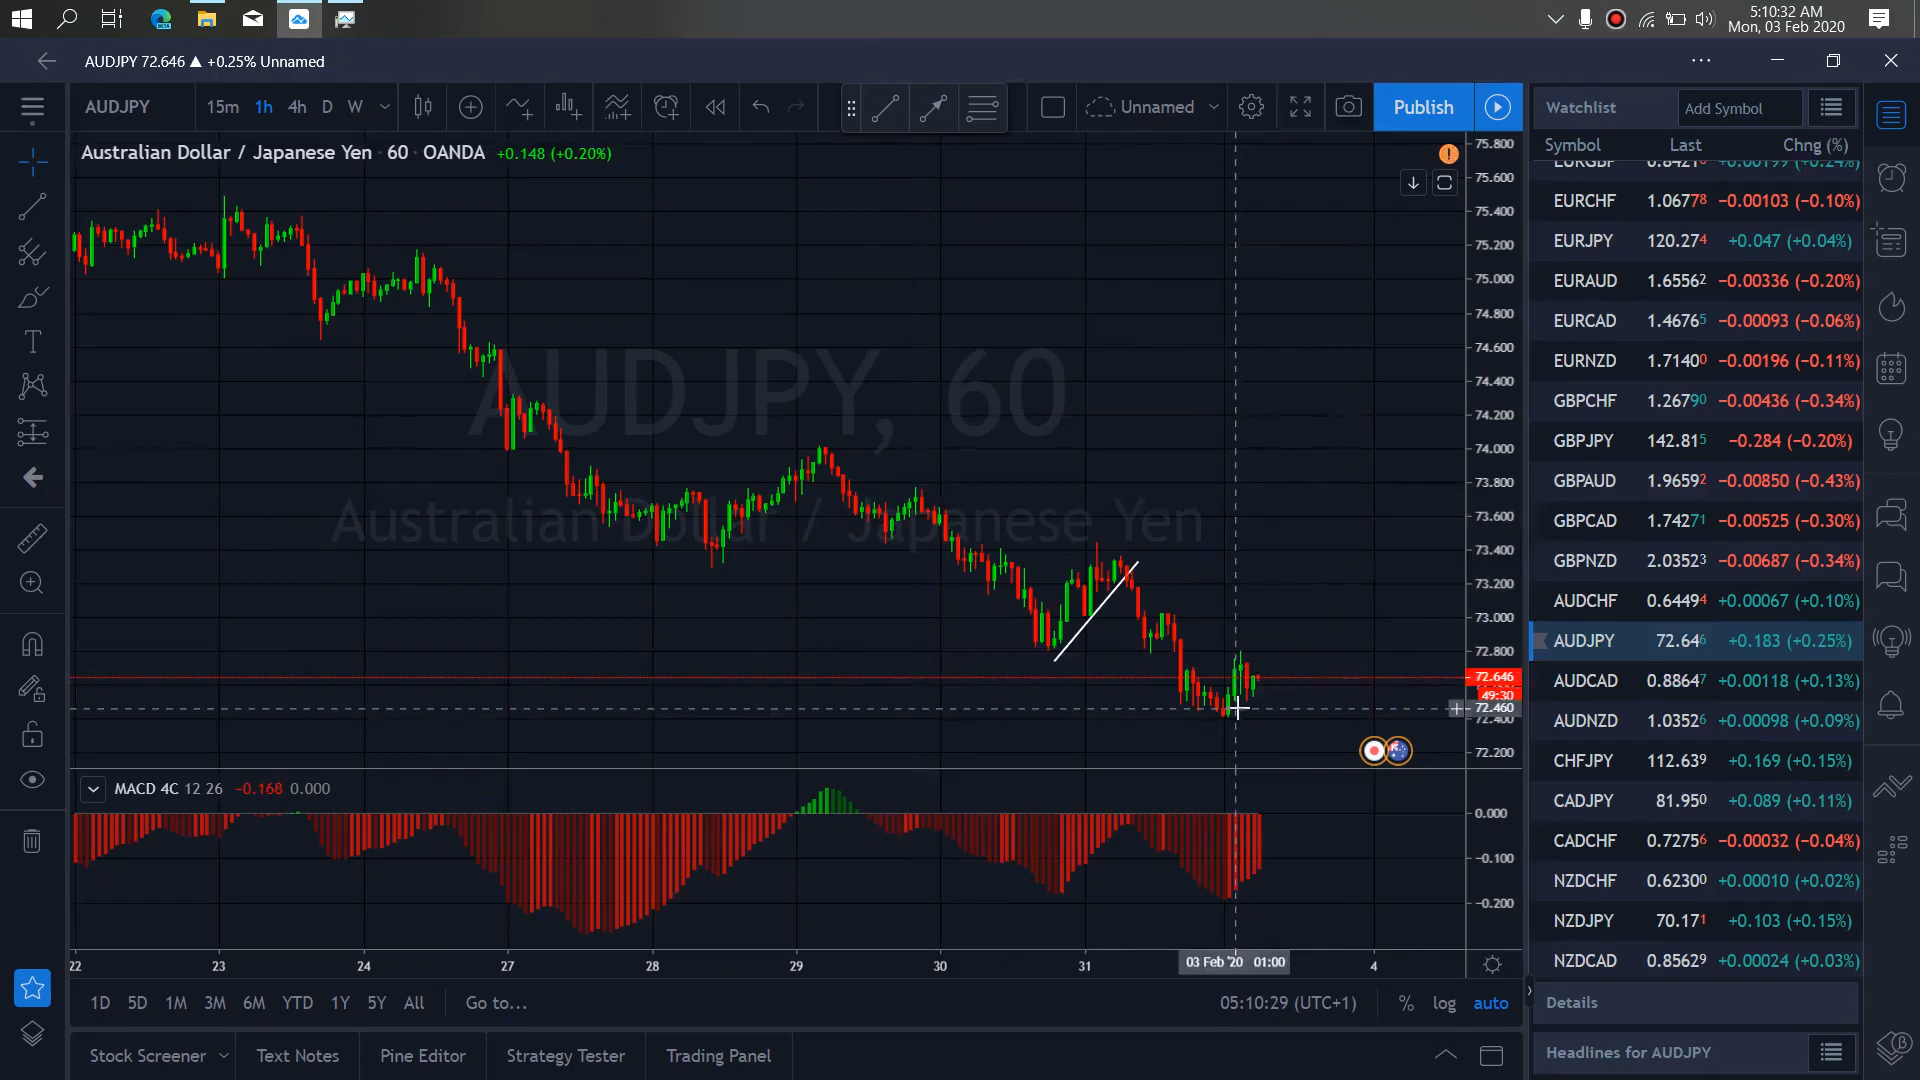 5:10:32 AM
Mon, 03 Feb 2020
AUDJPY 72.646 ▲ +0.25% Unnamed
AUDJPY 15m 1h 4h D W Unnamed Publish
Watchlist Add Symbol
Symbol Last Chng (%)
Australian Dollar / Japanese Yen · 60 · OANDA +0.148 (+0.20%)
AUDJPY, 60
Australian Dollar / Japanese Yen
75.800
75.600
75.400
75.200
75.000
74.800
74.600
74.400
74.200
74.000
73.800
73.600
73.400
73.200
73.000
72.800
72.646
49:30
72.460
72.400
72.200
EURGBP 0.8421 +0.00199 (+0.24%)
EURCHF 1.06778 −0.00103 (−0.10%)
EURJPY 120.274 +0.047 (+0.04%)
EURAUD 1.65562 −0.00336 (−0.20%)
EURCAD 1.46765 −0.00093 (−0.06%)
EURNZD 1.71400 −0.00196 (−0.11%)
GBPCHF 1.26790 −0.00436 (−0.34%)
GBPJPY 142.815 −0.284 (−0.20%)
GBPAUD 1.96592 −0.00850 (−0.43%)
GBPCAD 1.74271 −0.00525 (−0.30%)
GBPNZD 2.03523 −0.00687 (−0.34%)
AUDCHF 0.64494 +0.00067 (+0.10%)
AUDJPY 72.646 +0.183 (+0.25%)
AUDCAD 0.88647 +0.00118 (+0.13%)
AUDNZD 1.03526 +0.00098 (+0.09%)
CHFJPY 112.639 +0.169 (+0.15%)
CADJPY 81.950 +0.089 (+0.11%)
CADCHF 0.72756 −0.00032 (−0.04%)
NZDCHF 0.62300 +0.00010 (+0.02%)
NZDJPY 70.171 +0.103 (+0.15%)
NZDCAD 0.85629 +0.00024 (+0.03%)
MACD 4C 12 26 −0.168 0.000
0.000
−0.100
−0.200
22 23 24 27 28 29 30 31 03 Feb '20 01:00 4
1D 5D 1M 3M 6M YTD 1Y 5Y All Go to... 05:10:29 (UTC+1) % log auto
Details
Stock Screener Text Notes Pine Editor Strategy Tester Trading Panel
Headlines for AUDJPY